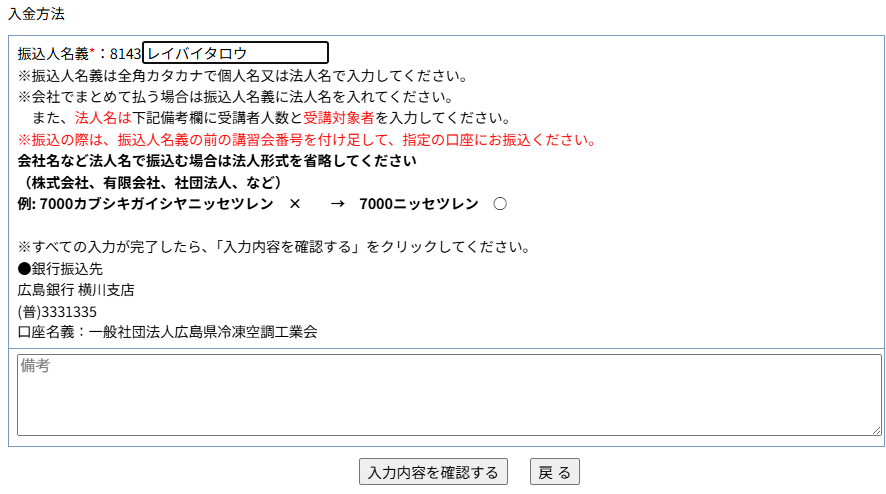 入金方法
振込人名義*：8143レイバイタロウ
※振込人名義は全角カタカナで個人名又は法人名で入力してください。
※会社でまとめて払う場合は振込人名義に法人名を入れてください。
また、法人名は下記備考欄に受講者人数と受講対象者を入力してください。
※振込の際は、振込人名義の前の講習会番号を付け足して、指定の口座にお振込ください。
会社名など法人名で振込む場合は法人形式を省略してください
（株式会社、有限会社、社団法人、など）
例: 7000カブシキガイシヤニッセツレン　×　　→　7000ニッセツレン　○
※すべての入力が完了したら、「入力内容を確認する」をクリックしてください。
●銀行振込先
広島銀行 横川支店
(普)3331335
口座名義：一般社団法人広島県冷凍空調工業会
備考
入力内容を確認する　戻 る